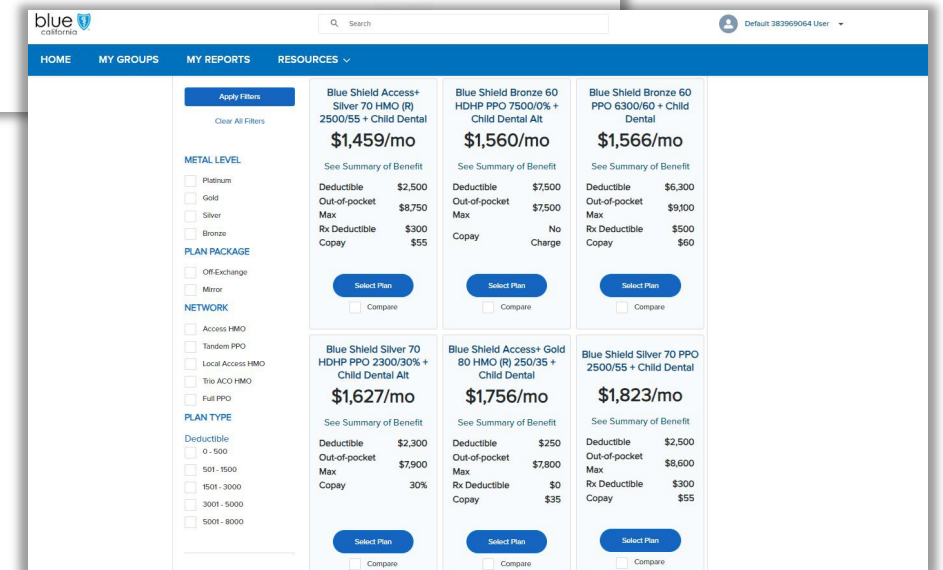 blue
california
Search
Default 383969064 User
HOME MY GROUPS MY REPORTS RESOURCES
Apply Filters
Clear All Filters
METAL LEVEL
Platinum
Gold
Silver
Bronze
PLAN PACKAGE
Off-Exchange
Mirror
NETWORK
Access HMO
Tandem PPO
Local Access HMO
Trio ACO HMO
Full PPO
PLAN TYPE
Deductible
0 - 500
501 - 1500
1501 - 3000
3001 - 5000
5001 - 8000
Blue Shield Access+
Silver 70 HMO (R)
2500/55 + Child Dental
$1,459/mo
See Summary of Benefit
Deductible $2,500
Out-of-pocket
Max $8,750
Rx Deductible $300
Copay $55
Select Plan
Compare
Blue Shield Bronze 60
HDHP PPO 7500/0% +
Child Dental Alt
$1,560/mo
See Summary of Benefit
Deductible $7,500
Out-of-pocket
Max $7,500
Copay No
Charge
Select Plan
Compare
Blue Shield Bronze 60
PPO 6300/60 + Child
Dental
$1,566/mo
See Summary of Benefit
Deductible $6,300
Out-of-pocket
Max $9,100
Rx Deductible $500
Copay $60
Select Plan
Compare
Blue Shield Silver 70
HDHP PPO 2300/30% +
Child Dental Alt
$1,627/mo
See Summary of Benefit
Deductible $2,300
Out-of-pocket
Max $7,900
Copay 30%
Select Plan
Compare
Blue Shield Access+ Gold
80 HMO (R) 250/35 +
Child Dental
$1,756/mo
See Summary of Benefit
Deductible $250
Out-of-pocket
Max $7,800
Rx Deductible $0
Copay $35
Select Plan
Compare
Blue Shield Silver 70 PPO
2500/55 + Child Dental
$1,823/mo
See Summary of Benefit
Deductible $2,500
Out-of-pocket
Max $8,600
Rx Deductible $300
Copay $55
Select Plan
Compare